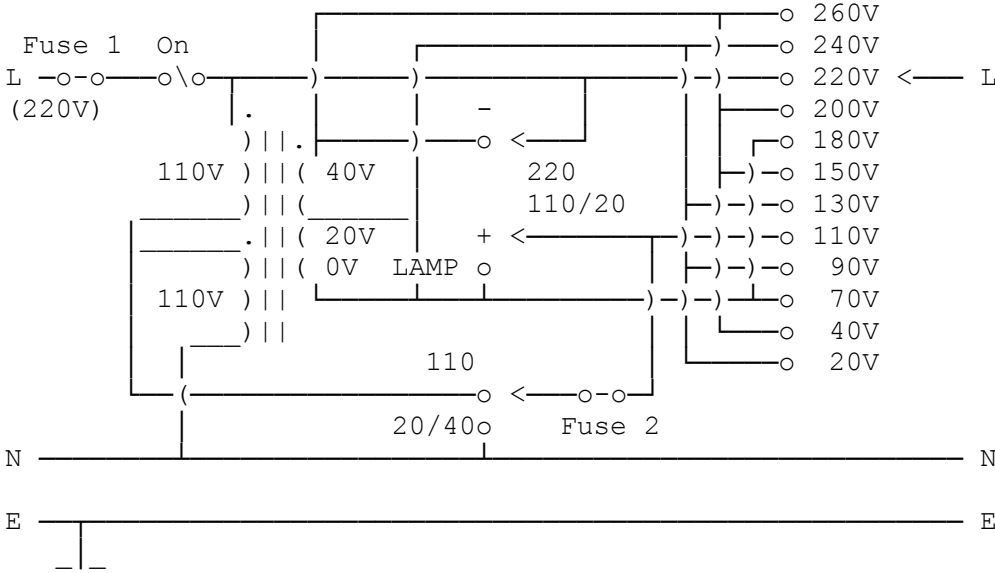 260V
Fuse 1 On 240V
L 220V < L
(220V) - 200V
< 180V
110V 40V 220 150V
110/20 130V
20V + < 110V
0V LAMP 90V
110V 70V
40V
110 20V
<
20/40 Fuse 2
N N
E E